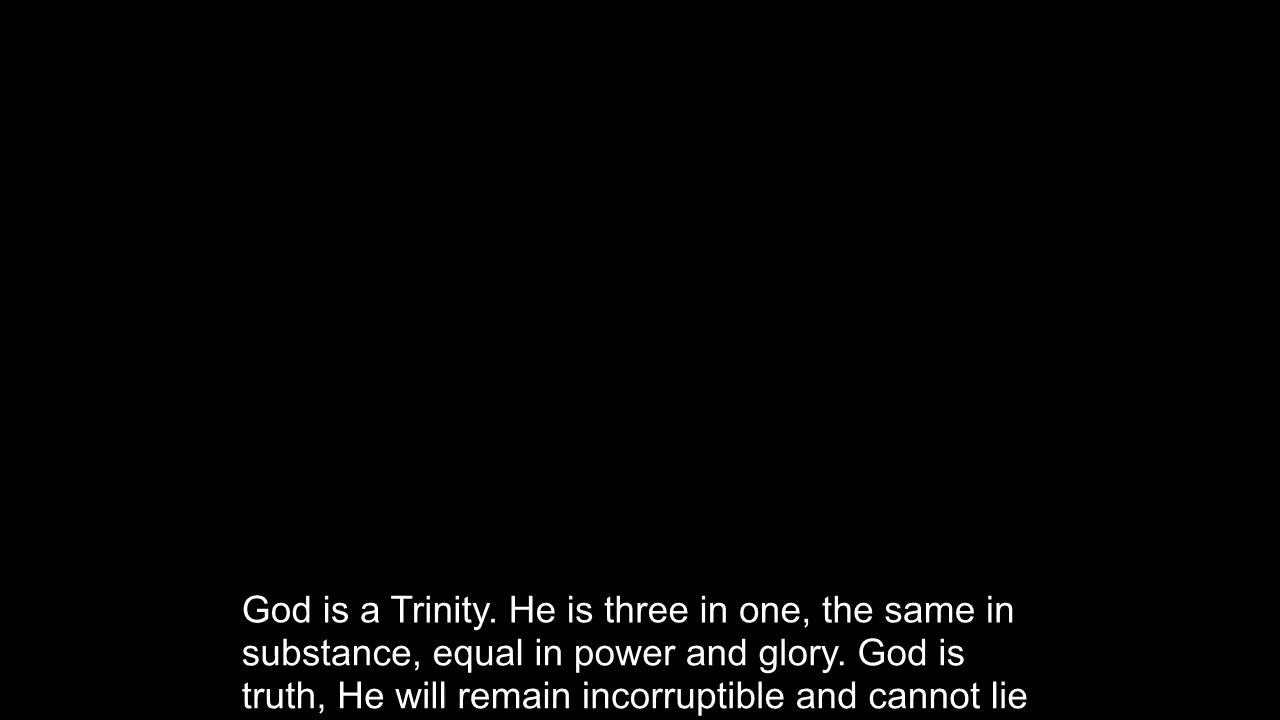 God is a Trinity. He is three in one, the same in
substance, equal in power and glory. God is
truth, He will remain incorruptible and cannot lie